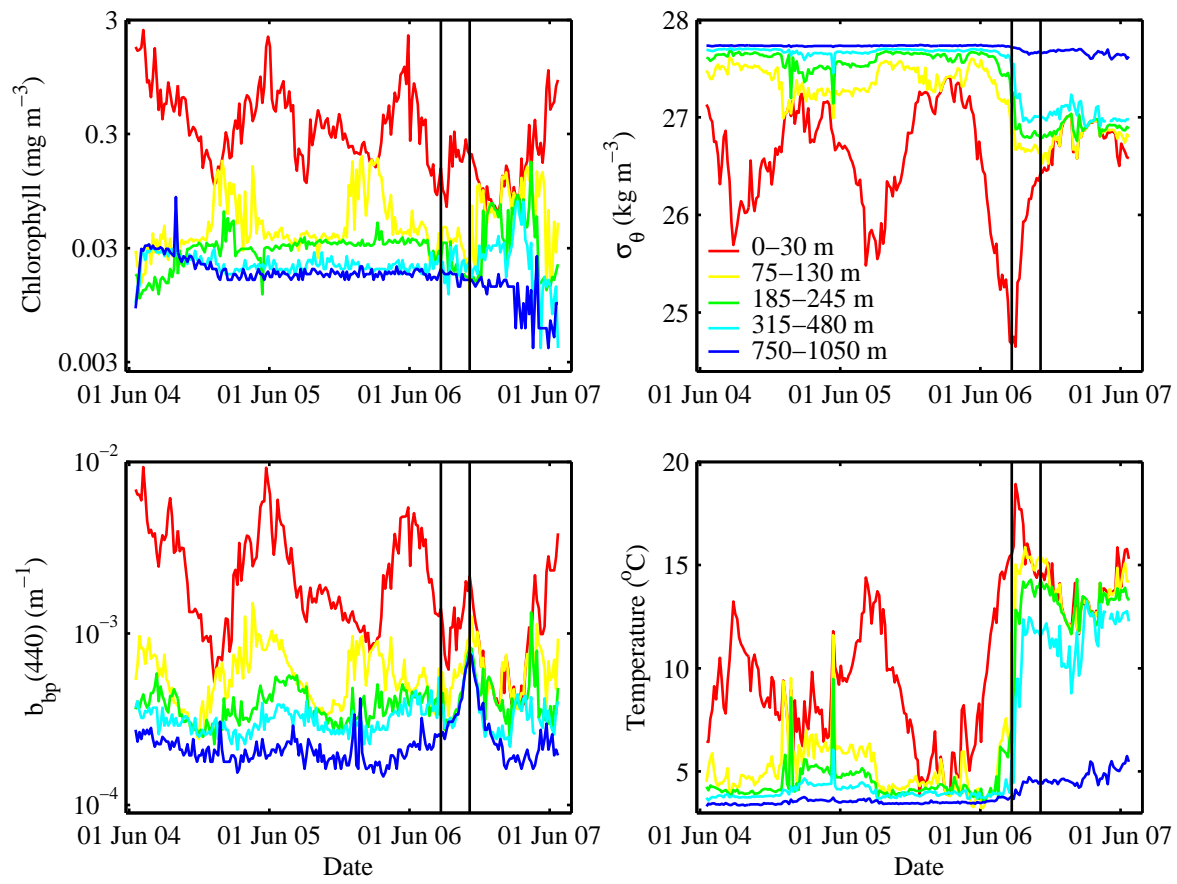 3
0.3
0.03
0.003
Chlorophyll (mg m−3)
01 Jun 04
01 Jun 05
01 Jun 06
01 Jun 07
28
27
26
25
σθ (kg m−3)
0−30 m
75−130 m
185−245 m
315−480 m
750−1050 m
01 Jun 04
01 Jun 05
01 Jun 06
01 Jun 07
10−2
10−3
10−4
bbp(440) (m−1)
01 Jun 04
01 Jun 05
01 Jun 06
01 Jun 07
Date
20
15
10
5
Temperature (oC)
01 Jun 04
01 Jun 05
01 Jun 06
01 Jun 07
Date